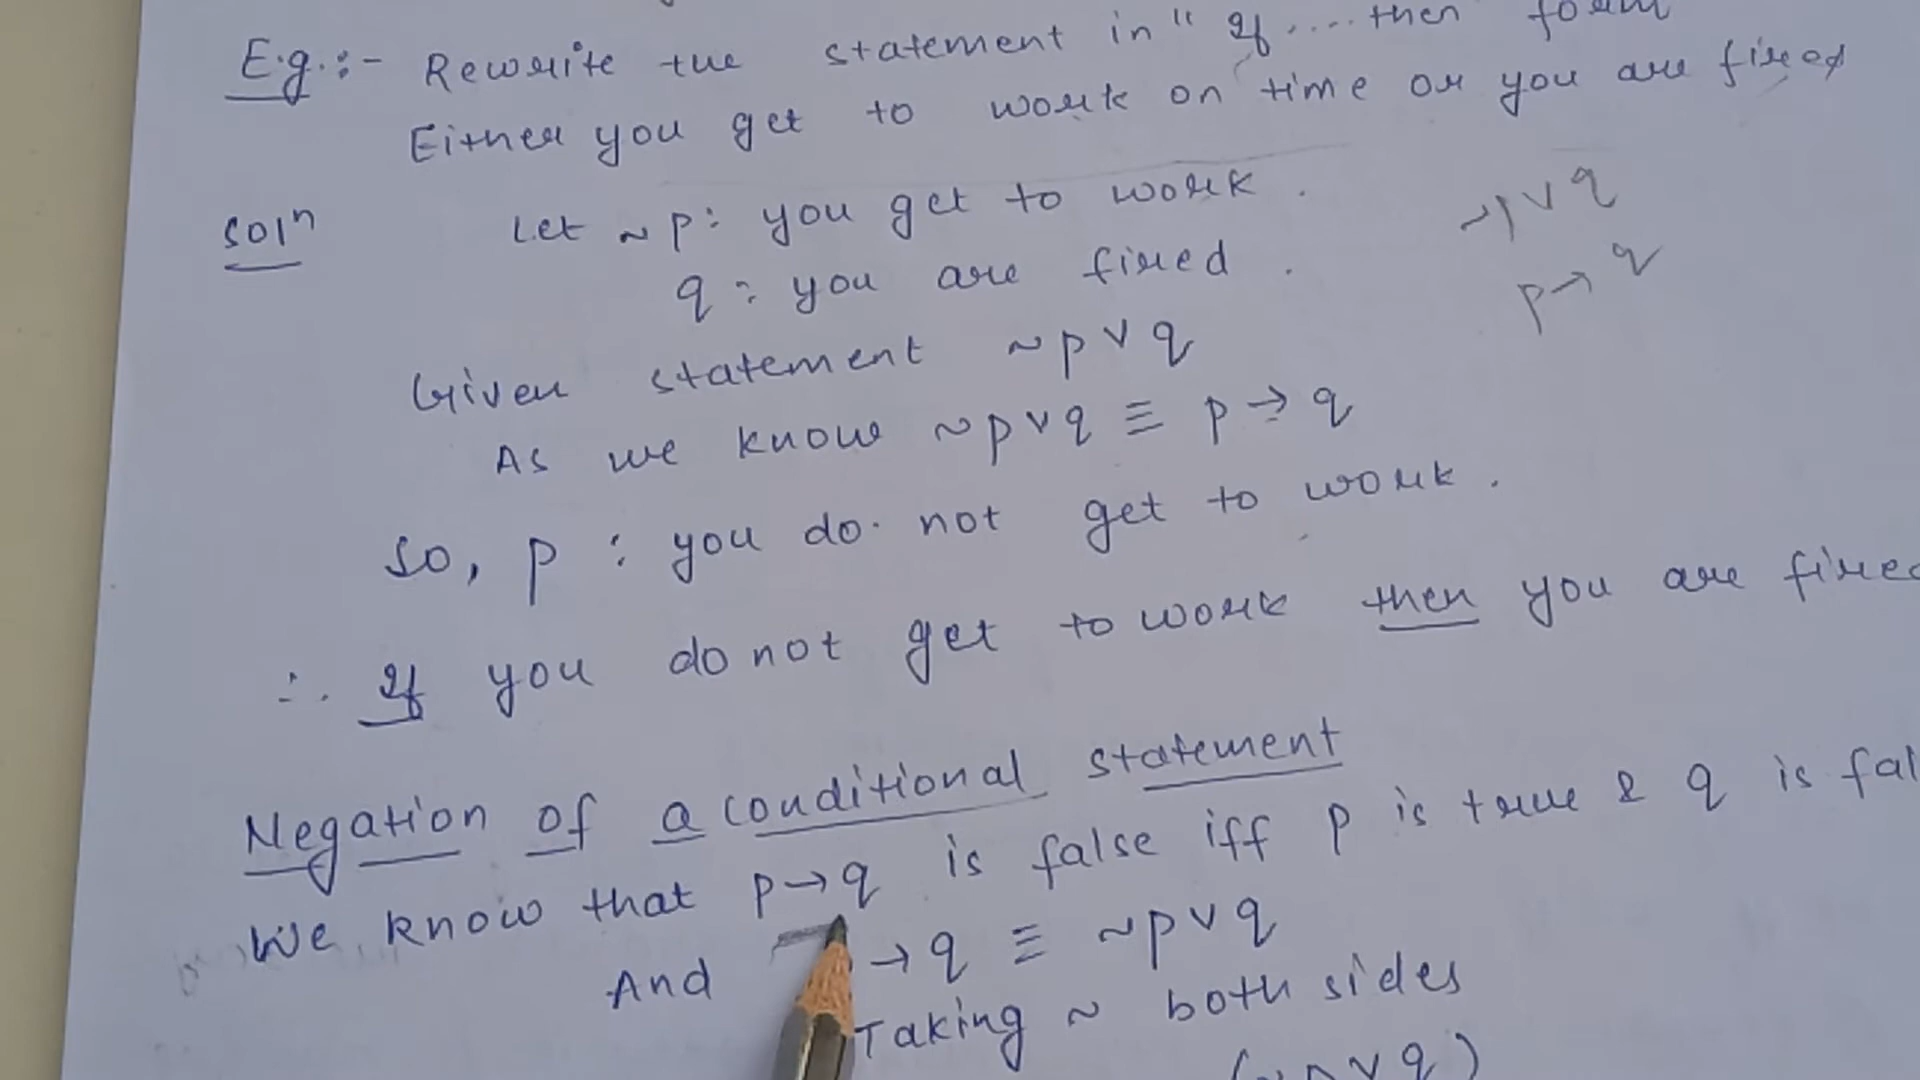 E.g.:- Rewrite the statement in "If....then form
Either you get to work on time or you are fired
Soln Let ~p: you get to work.
~p∨q
q: you are fired.
p→q
Given statement ~p∨q
As we know ~p∨q ≡ p→q
So, p : you do not get to work.
∴ If you do not get to work then you are fired
Negation of a conditional statement
We know that p→q is false iff p is true & q is fal
And →q ≡ ~p∨q
Taking ~ both sides
(~p∨q)